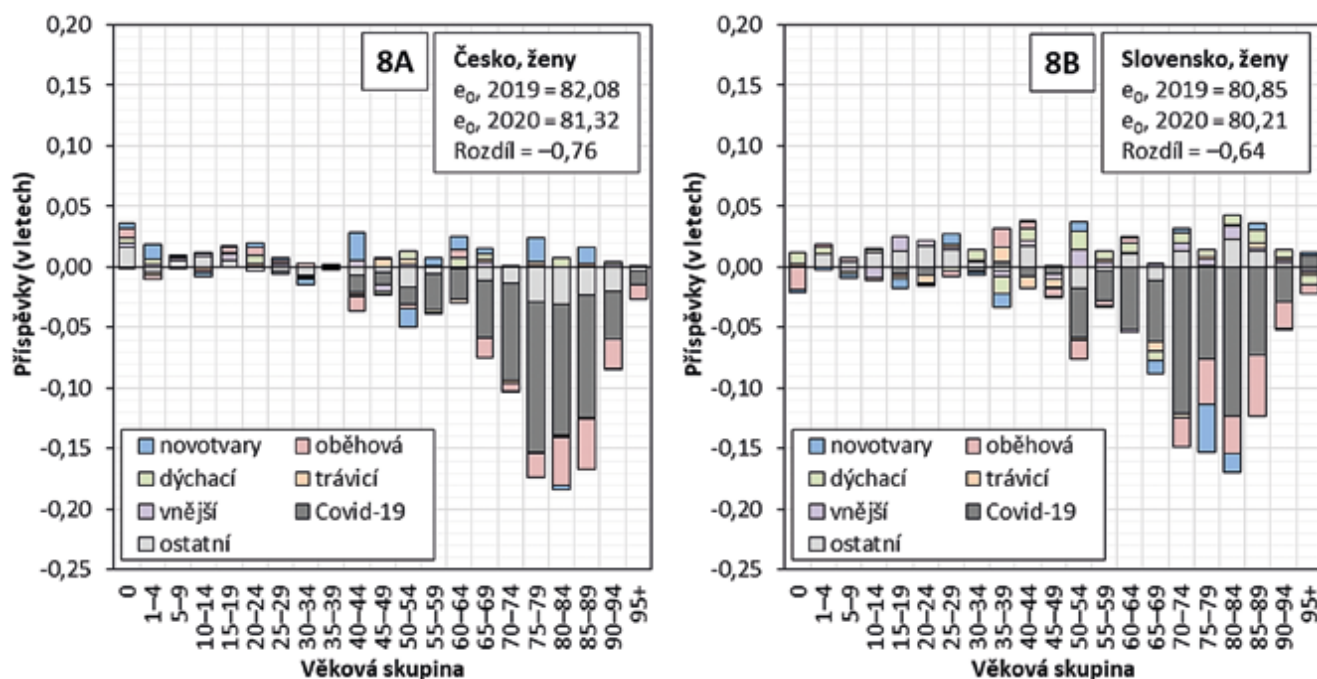 8A
Česko, ženy
e₀, 2019 = 82,08
e₀, 2020 = 81,32
Rozdíl = −0,76
Příspěvky (v letech)
0,20
0,15
0,10
0,05
0,00
-0,05
-0,10
-0,15
-0,20
-0,25
novotvary
oběhová
dýchací
trávicí
vnější
Covid-19
ostatní
0
1–4
5–9
10–14
15–19
20–24
25–29
30–34
35–39
40–44
45–49
50–54
55–59
60–64
65–69
70–74
75–79
80–84
85–89
90–94
95+
Věková skupina
8B
Slovensko, ženy
e₀, 2019 = 80,85
e₀, 2020 = 80,21
Rozdíl = −0,64
Příspěvky (v letech)
0,20
0,15
0,10
0,05
0,00
-0,05
-0,10
-0,15
-0,20
-0,25
novotvary
oběhová
dýchací
trávicí
vnější
Covid-19
ostatní
0
1–4
5–9
10–14
15–19
20–24
25–29
30–34
35–39
40–44
45–49
50–54
55–59
60–64
65–69
70–74
75–79
80–84
85–89
90–94
95+
Věková skupina